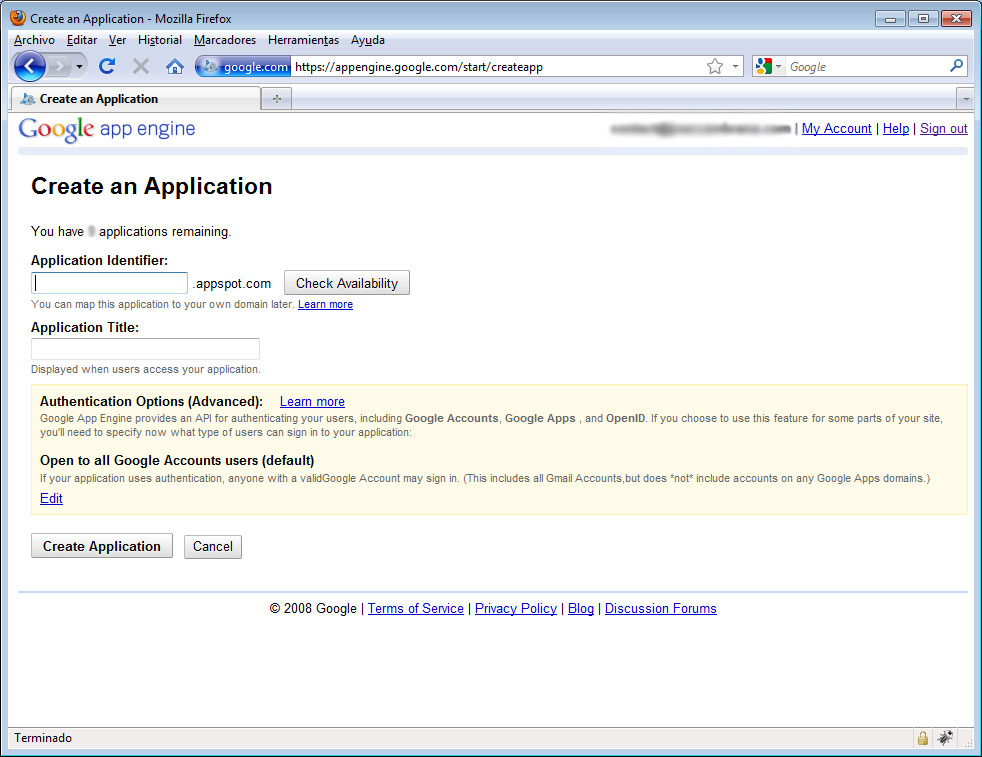 Create an Application - Mozilla Firefox
Archivo Editar Ver Historial Marcadores Herramientas Ayuda
google.com https://appengine.google.com/start/createapp Google
Create an Application
Google app engine
| My Account | Help | Sign out
Create an Application
You have applications remaining.
Application Identifier:
.appspot.com Check Availability
You can map this application to your own domain later. Learn more
Application Title:
Displayed when users access your application.
Authentication Options (Advanced): Learn more
Google App Engine provides an API for authenticating your users, including Google Accounts, Google Apps , and OpenID. If you choose to use this feature for some parts of your site,
you'll need to specify now what type of users can sign in to your application:
Open to all Google Accounts users (default)
If your application uses authentication, anyone with a validGoogle Account may sign in. (This includes all Gmail Accounts,but does *not* include accounts on any Google Apps domains.)
Edit
Create Application Cancel
© 2008 Google | Terms of Service | Privacy Policy | Blog | Discussion Forums
Terminado